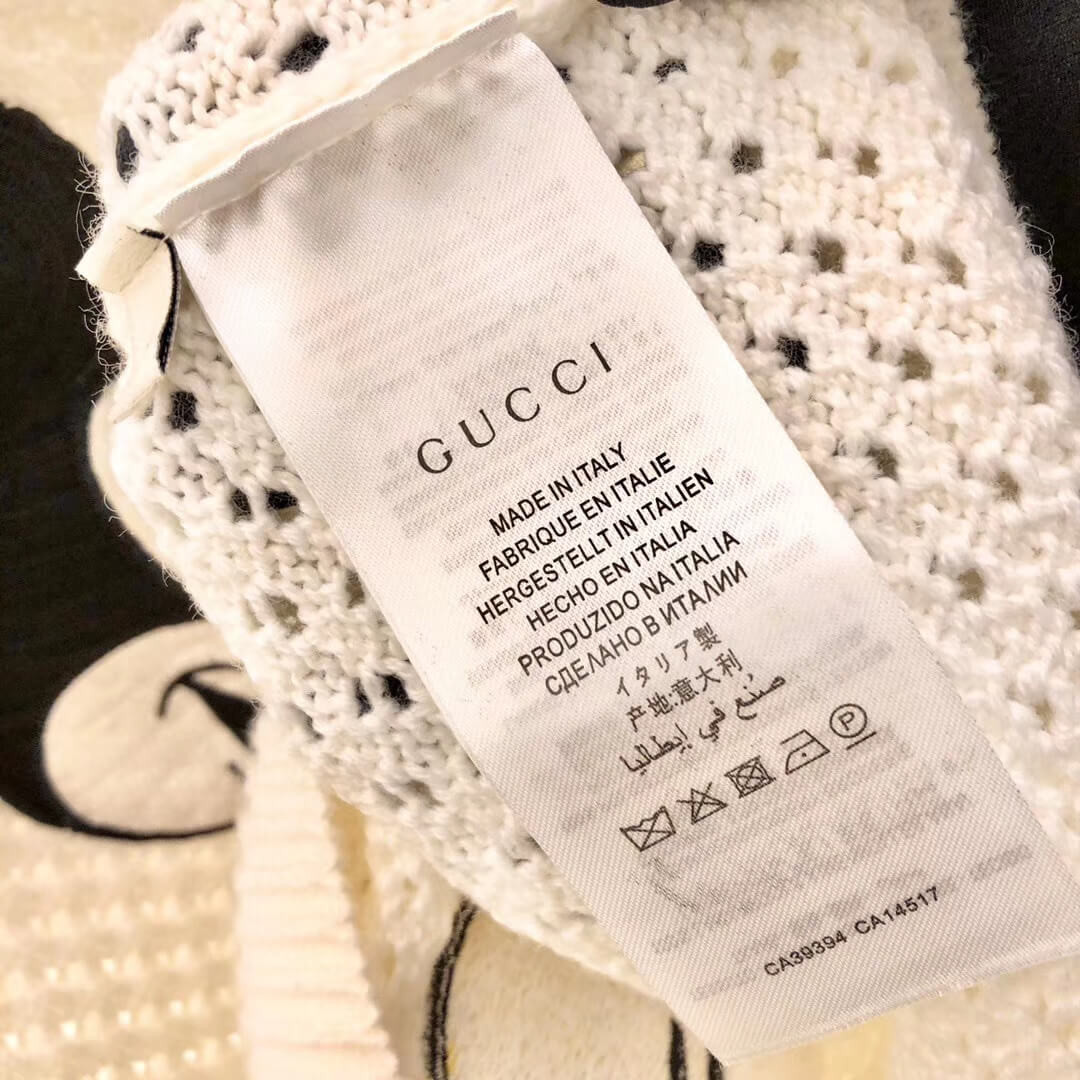 GUCCI
MADE IN ITALY
FABRIQUE EN ITALIE
HERGESTELLT IN ITALIEN
HECHO EN ITALIA
PRODUZIDO NA ITALIA
СДЕЛАНО В ИТАЛИИ
イタリア製
产地:意大利
صنع في إيطاليا
P
CA39394 CA14517